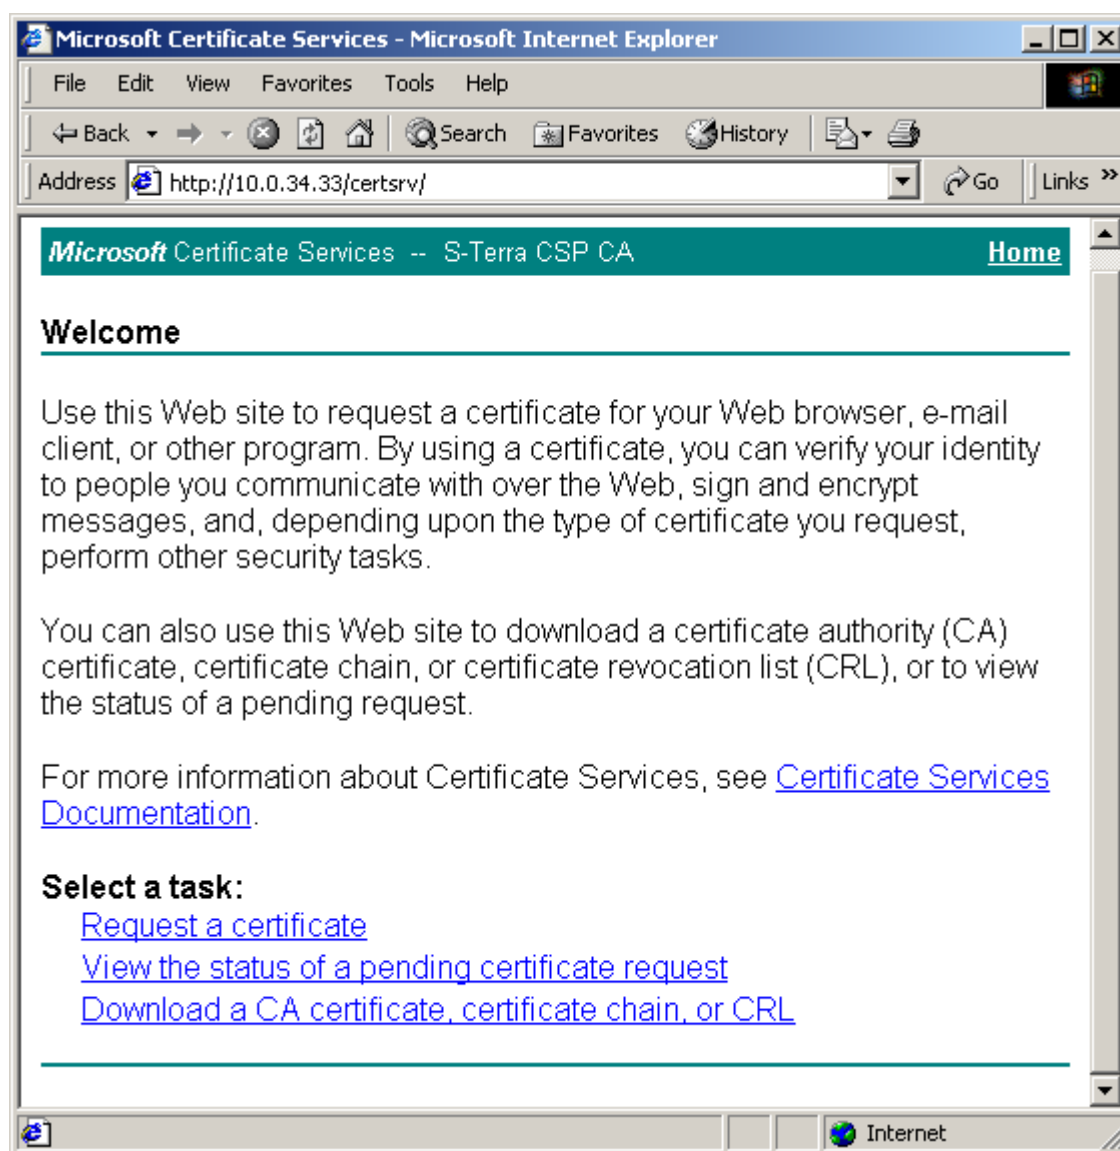 Microsoft Certificate Services - Microsoft Internet Explorer
File Edit View Favorites Tools Help
Back Search Favorites History
Address http://10.0.34.33/certsrv/ Go Links »
Microsoft Certificate Services -- S-Terra CSP CA Home
Welcome
Use this Web site to request a certificate for your Web browser, e-mail
client, or other program. By using a certificate, you can verify your identity
to people you communicate with over the Web, sign and encrypt
messages, and, depending upon the type of certificate you request,
perform other security tasks.
You can also use this Web site to download a certificate authority (CA)
certificate, certificate chain, or certificate revocation list (CRL), or to view
the status of a pending request.
For more information about Certificate Services, see Certificate Services
Documentation.
Select a task:
Request a certificate
View the status of a pending certificate request
Download a CA certificate, certificate chain, or CRL
Internet